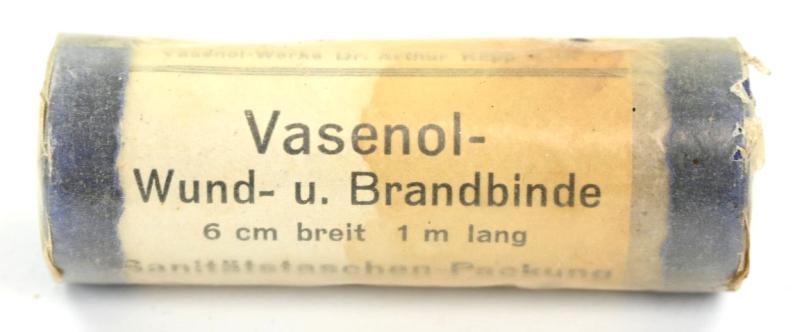 Vasenol-Werke Dr. Arthur Köpp
Vasenol-
Wund- u. Brandbinde
6 cm breit 1 m lang
Sanitätstaschen-Packung